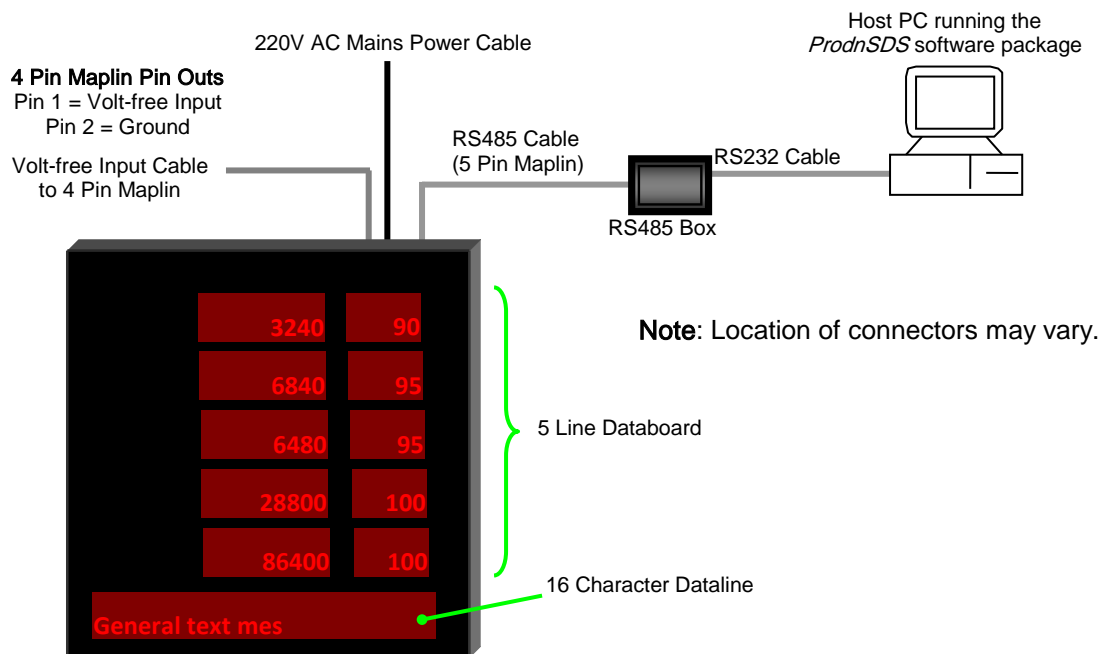 Host PC running the
ProdnSDS software package
220V AC Mains Power Cable
4 Pin Maplin Pin Outs
Pin 1 = Volt-free Input
Pin 2 = Ground
Volt-free Input Cable
to 4 Pin Maplin
RS485 Cable
(5 Pin Maplin)
RS232 Cable
RS485 Box
3240 90
6840 95
6480 95
28800 100
86400 100
General text mes
Note: Location of connectors may vary.
5 Line Databoard
16 Character Dataline